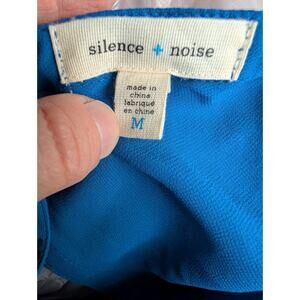 silence + noise
made in
china
fabriqué
en chine
M